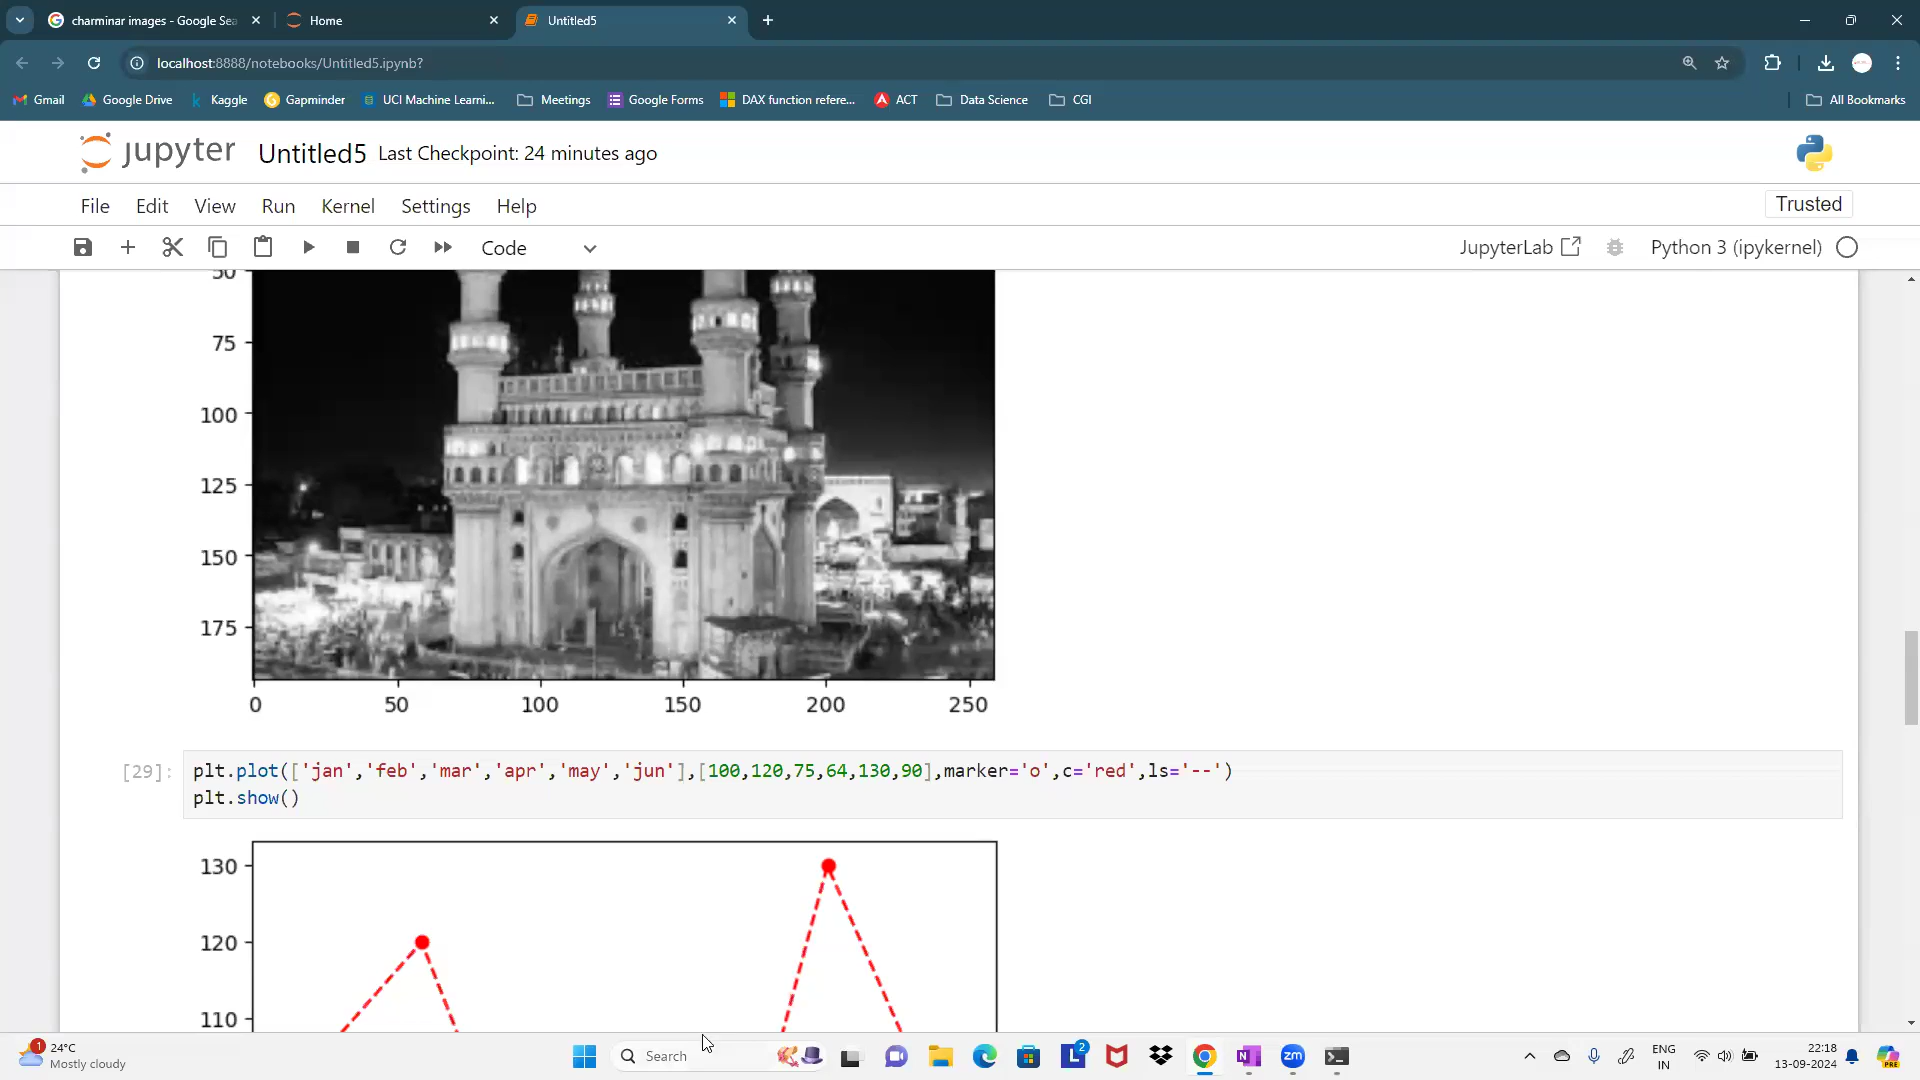 charminar images - Google Sea
Home
Untitled5
localhost:8888/notebooks/Untitled5.ipynb?
Gmail
Google Drive
Kaggle
Gapminder
UCI Machine Learni...
Meetings
Google Forms
DAX function refere...
ACT
Data Science
CGI
All Bookmarks
jupyter Untitled5 Last Checkpoint: 24 minutes ago
File Edit View Run Kernel Settings Help
Trusted
Code
JupyterLab
Python 3 (ipykernel)
50
75
100
125
150
175
0 50 100 150 200 250
[29]: plt.plot(['jan','feb','mar','apr','may','jun'],[100,120,75,64,130,90],marker='o',c='red',ls='--')
plt.show()
130
120
110
1
24°C
Mostly cloudy
Search
L
2
N
zm
PRE
ENG
IN
22:18
13-09-2024